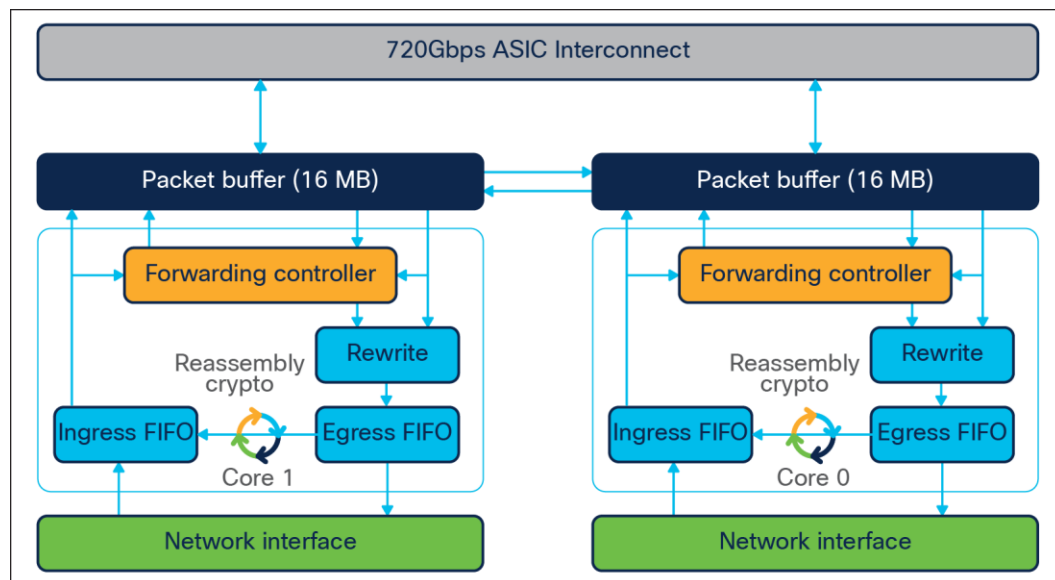 720Gbps ASIC Interconnect
Packet buffer (16 MB)
Packet buffer (16 MB)
Forwarding controller
Forwarding controller
Rewrite
Rewrite
Reassembly
crypto
Reassembly
crypto
Ingress FIFO
Egress FIFO
Ingress FIFO
Egress FIFO
Core 1
Core 0
Network interface
Network interface